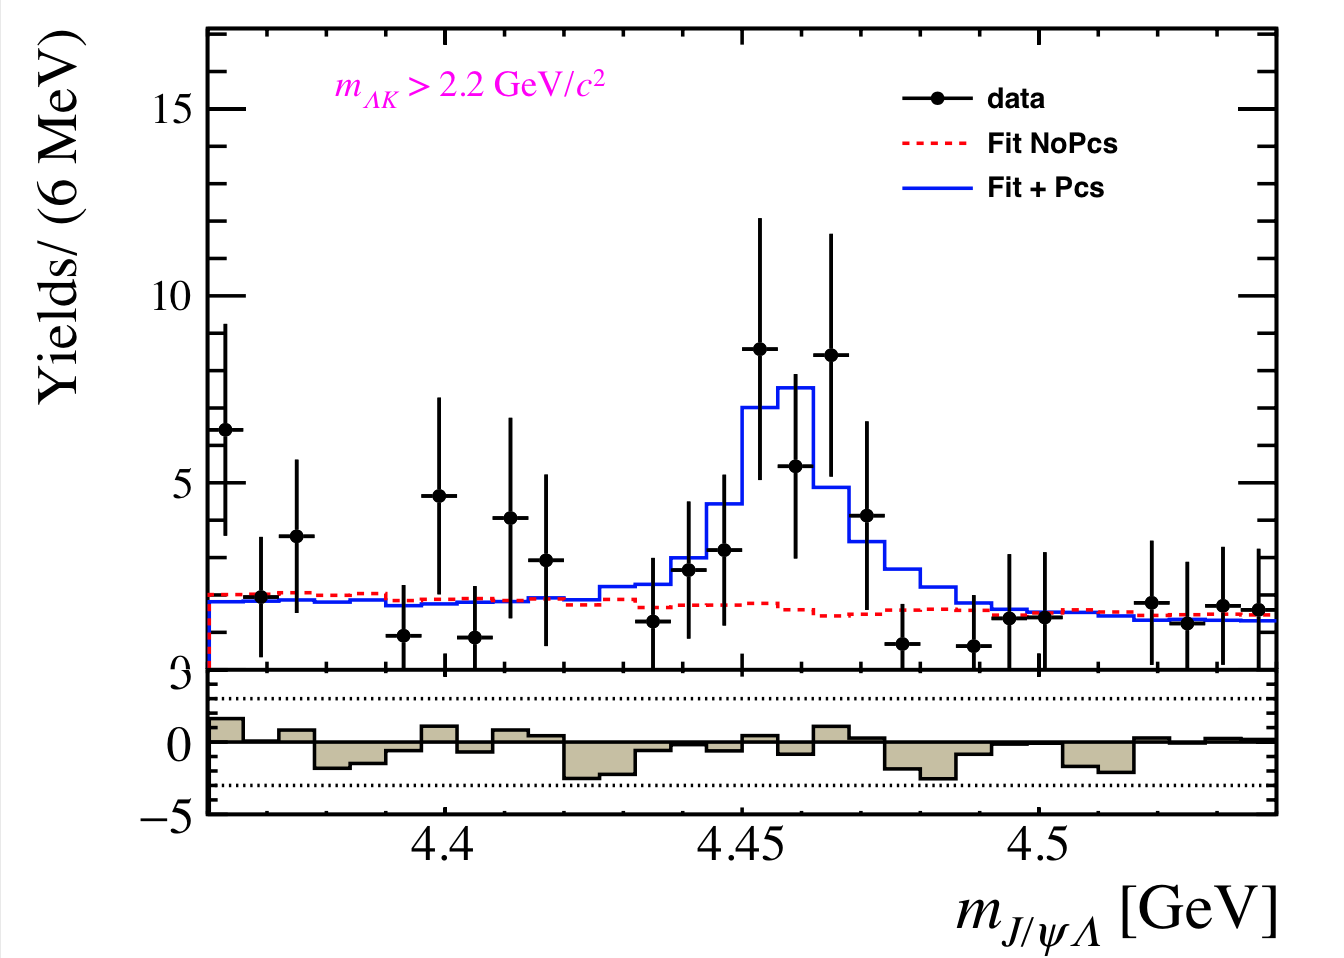 Yields/ (6 MeV)
m_ΛK > 2.2 GeV/c²
data
Fit NoPcs
Fit + Pcs
15
10
5
3
0
−5
4.4
4.45
4.5
m_J/ψΛ [GeV]